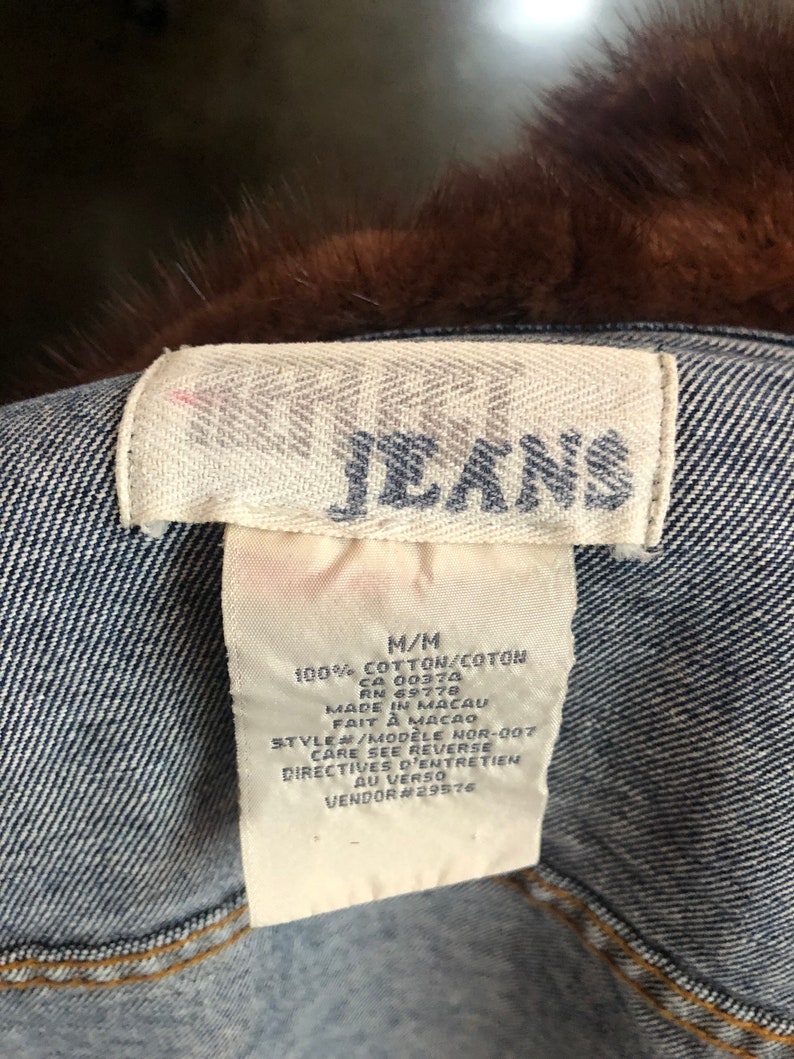 JEANS
M/M
100% COTTON/COTON
CA 00374
RN 69778
MADE IN MACAU
FAIT À MACAO
STYLE#/MODÈLE NOR-007
CARE SEE REVERSE
DIRECTIVES D'ENTRETIEN
AU VERSO
VENDOR#29576